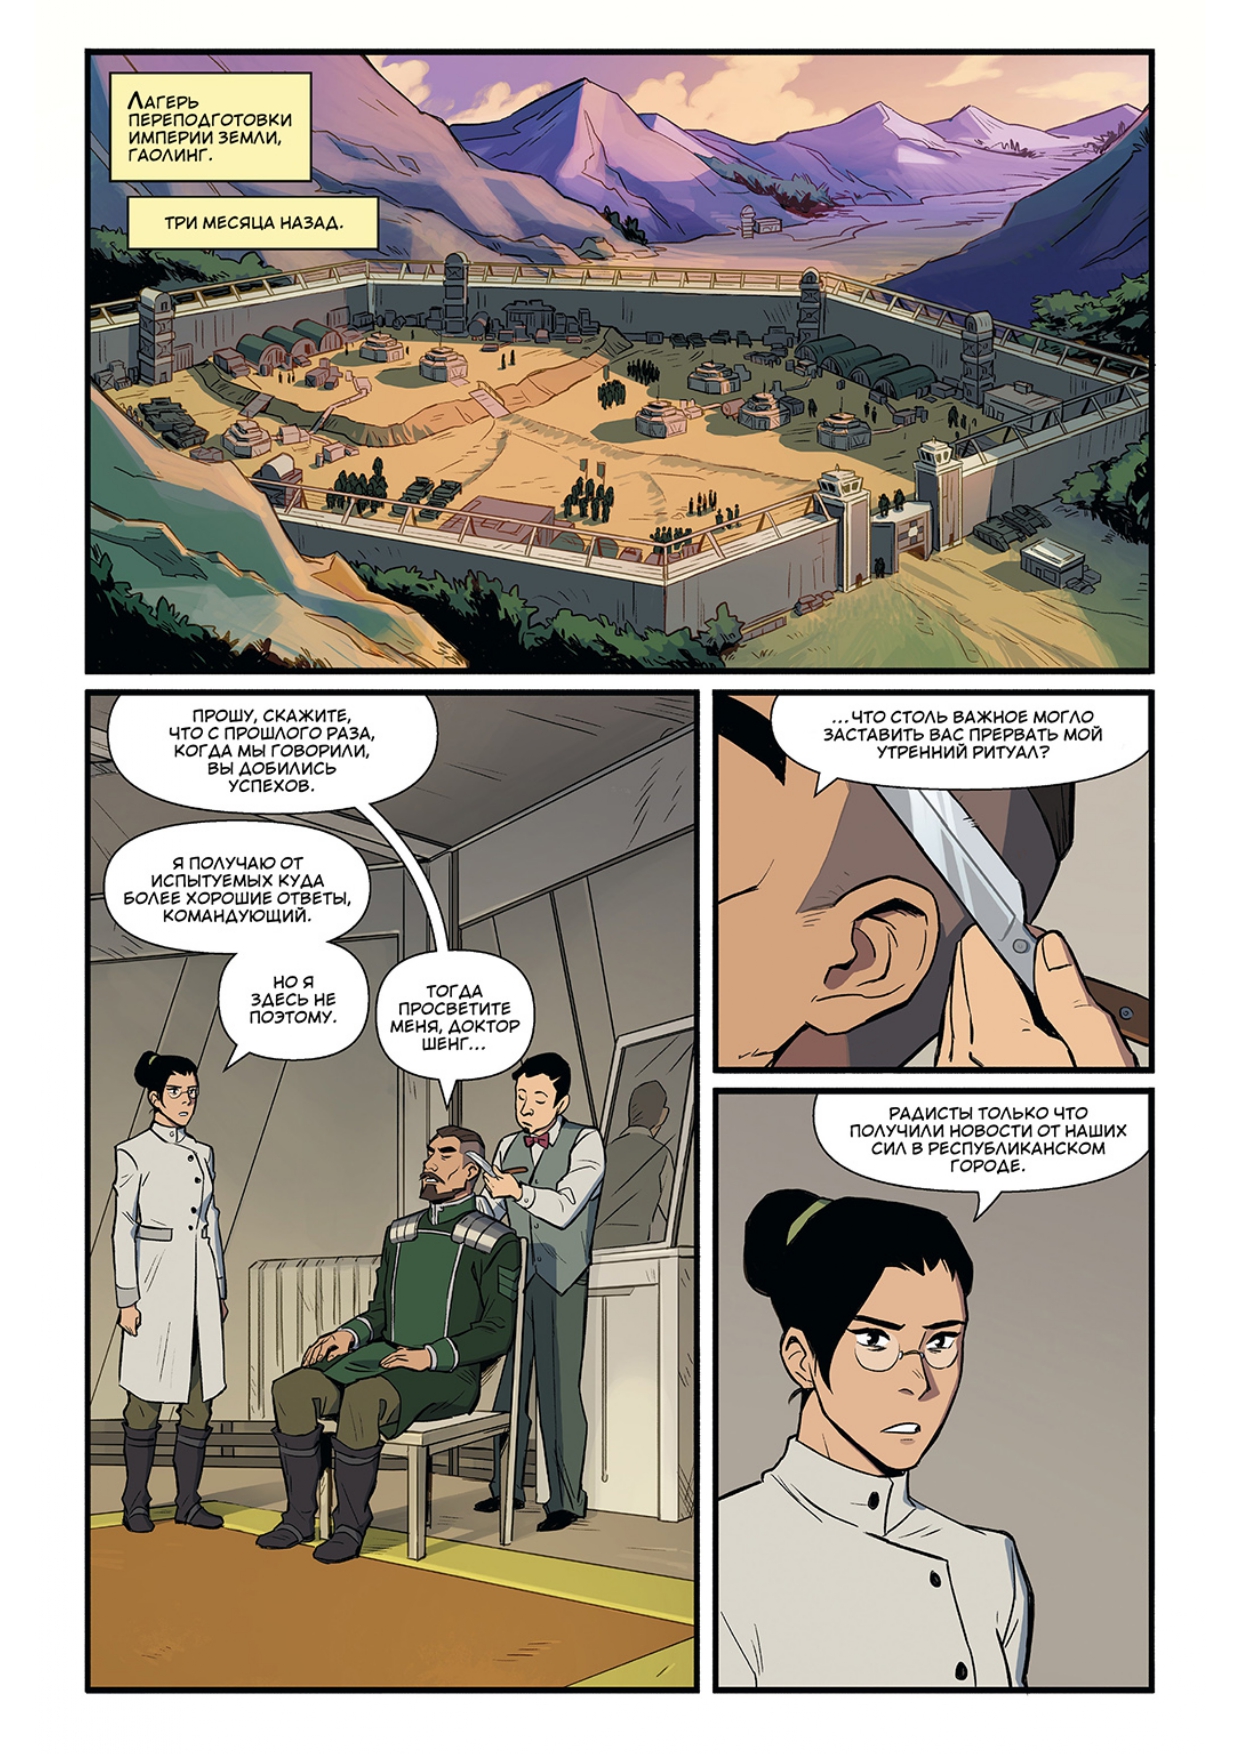 Лагерь
переподготовки
империи Земли,
Гаолинг.
Три месяца назад.
Прошу, скажите,
что с прошлого раза,
когда мы говорили,
вы добились
успехов.
Я получаю от
испытуемых куда
более хорошие ответы,
командующий.
Но я
здесь не
поэтому.
Тогда
просветите
меня, доктор
Шенг...
...что столь важное могло
заставить вас прервать мой
утренний ритуал?
Радисты только что
получили новости от наших
сил в Республиканском
городе.